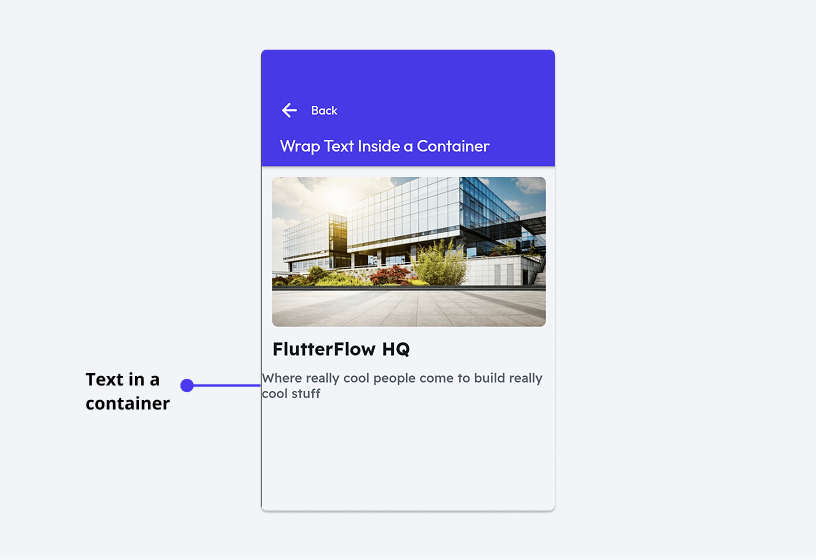 Back
Wrap Text Inside a Container
FlutterFlow HQ
Text in a
container
Where really cool people come to build really
cool stuff